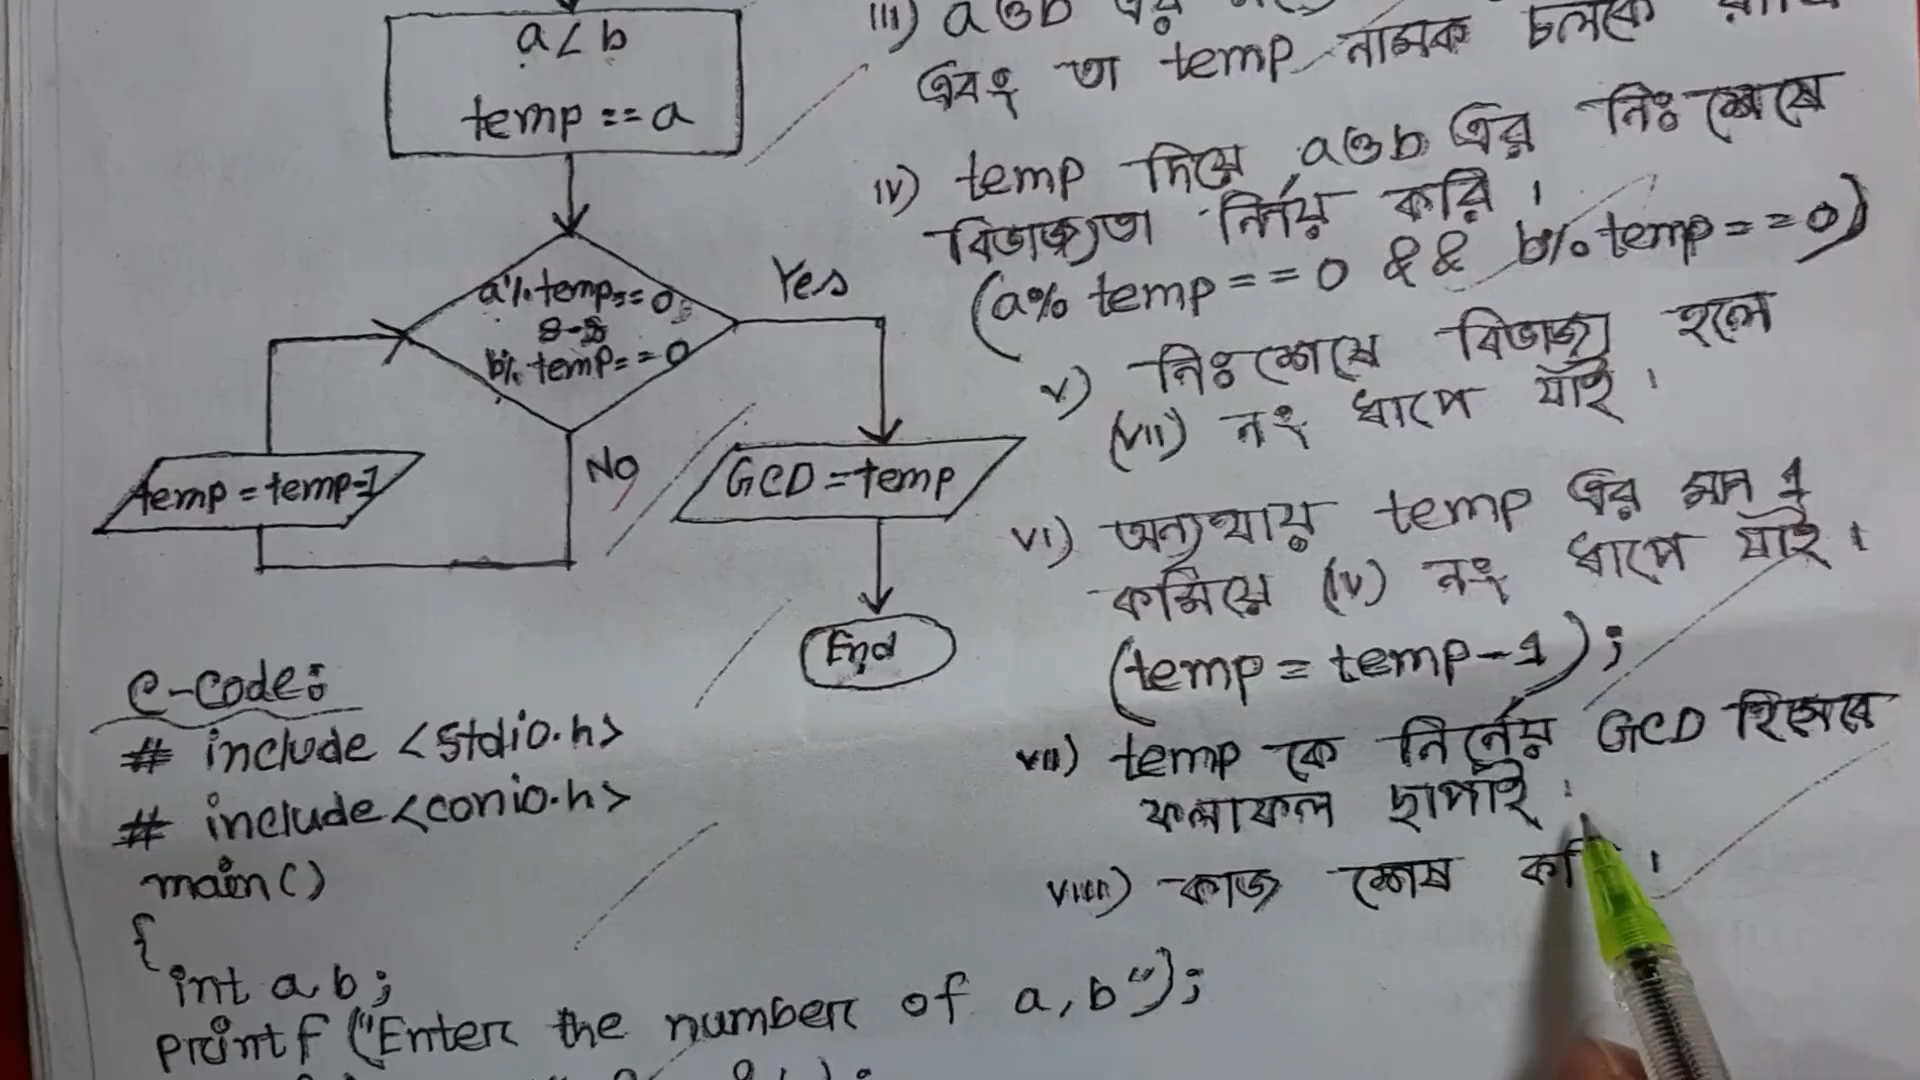 a < b
temp == a
a% temp == 0
&&
b% temp == 0
Yes
No
temp = temp-1
GCD = temp
End
iii) a ও b এর
এবং তা temp নামক চলকে
iv) temp দিয়ে a ও b এর নিঃশেষে
বিভাজ্যতা নির্নয় করি।
(a% temp == 0 && b% temp == 0)
v) নিঃশেষে বিভাজ্য হলে
(vii) নং ধাপে যাই।
vi) অন্যথায় temp এর মান 1
কমিয়ে (iv) নং ধাপে যাই।
(temp = temp-1);
vii) temp কে নির্নেয় GCD হিসেবে
ফলাফল ছাপাই।
viii) কাজ শেষ করি।
C-Code:
# include <stdio.h>
# include <conio.h>
main()
{
int a, b;
printf ("Enter the number of a, b");